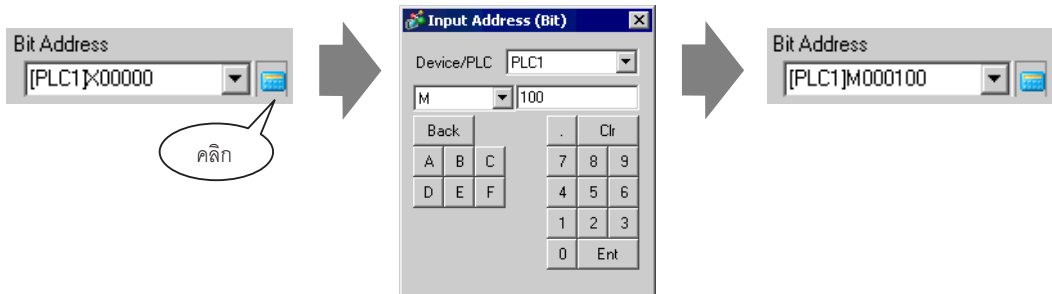 Bit Address
[PLC1]X00000
คลิก
Input Address (Bit)
Device/PLC PLC1
M 100
Back . Clr
A B C 7 8 9
D E F 4 5 6
1 2 3
0 Ent
Bit Address
[PLC1]M000100